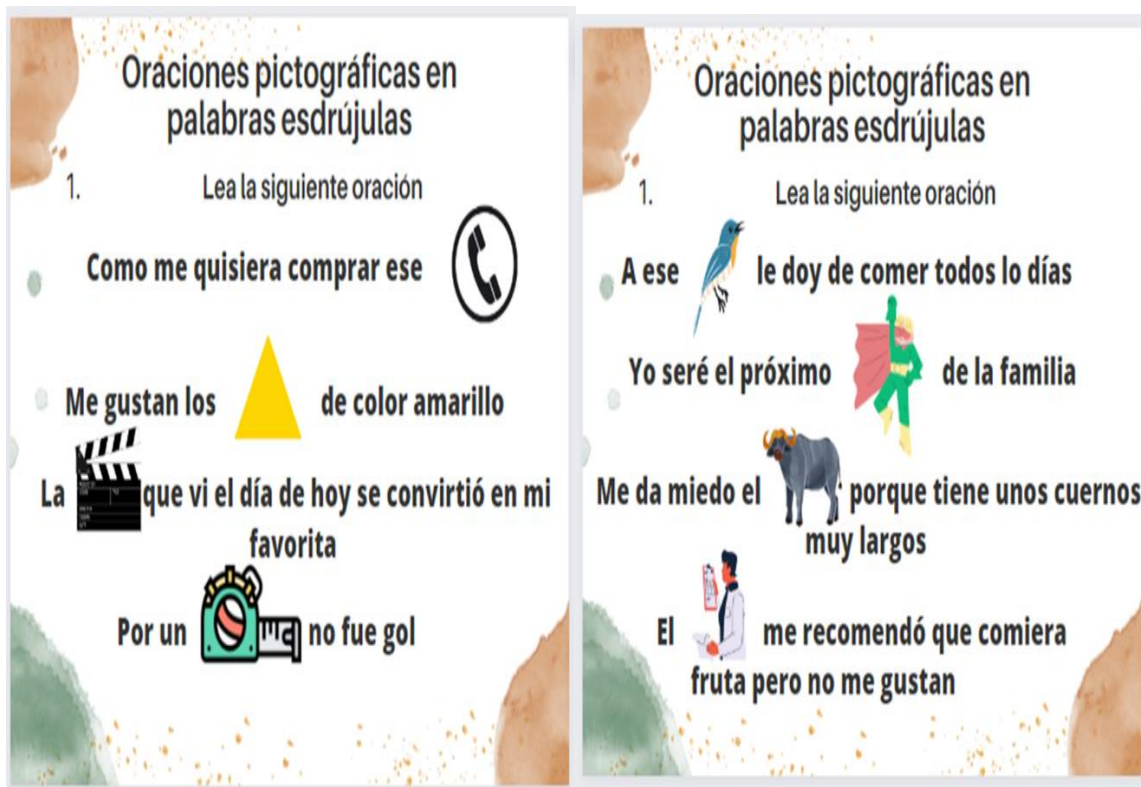 Oraciones pictográficas en
palabras esdrújulas
1. Lea la siguiente oración
Como me quisiera comprar ese
Me gustan los de color amarillo
La que vi el día de hoy se convirtió en mi
favorita
Por un no fue gol
Oraciones pictográficas en
palabras esdrújulas
1. Lea la siguiente oración
A ese le doy de comer todos lo días
Yo seré el próximo de la familia
Me da miedo el porque tiene unos cuernos
muy largos
El me recomendó que comiera
fruta pero no me gustan